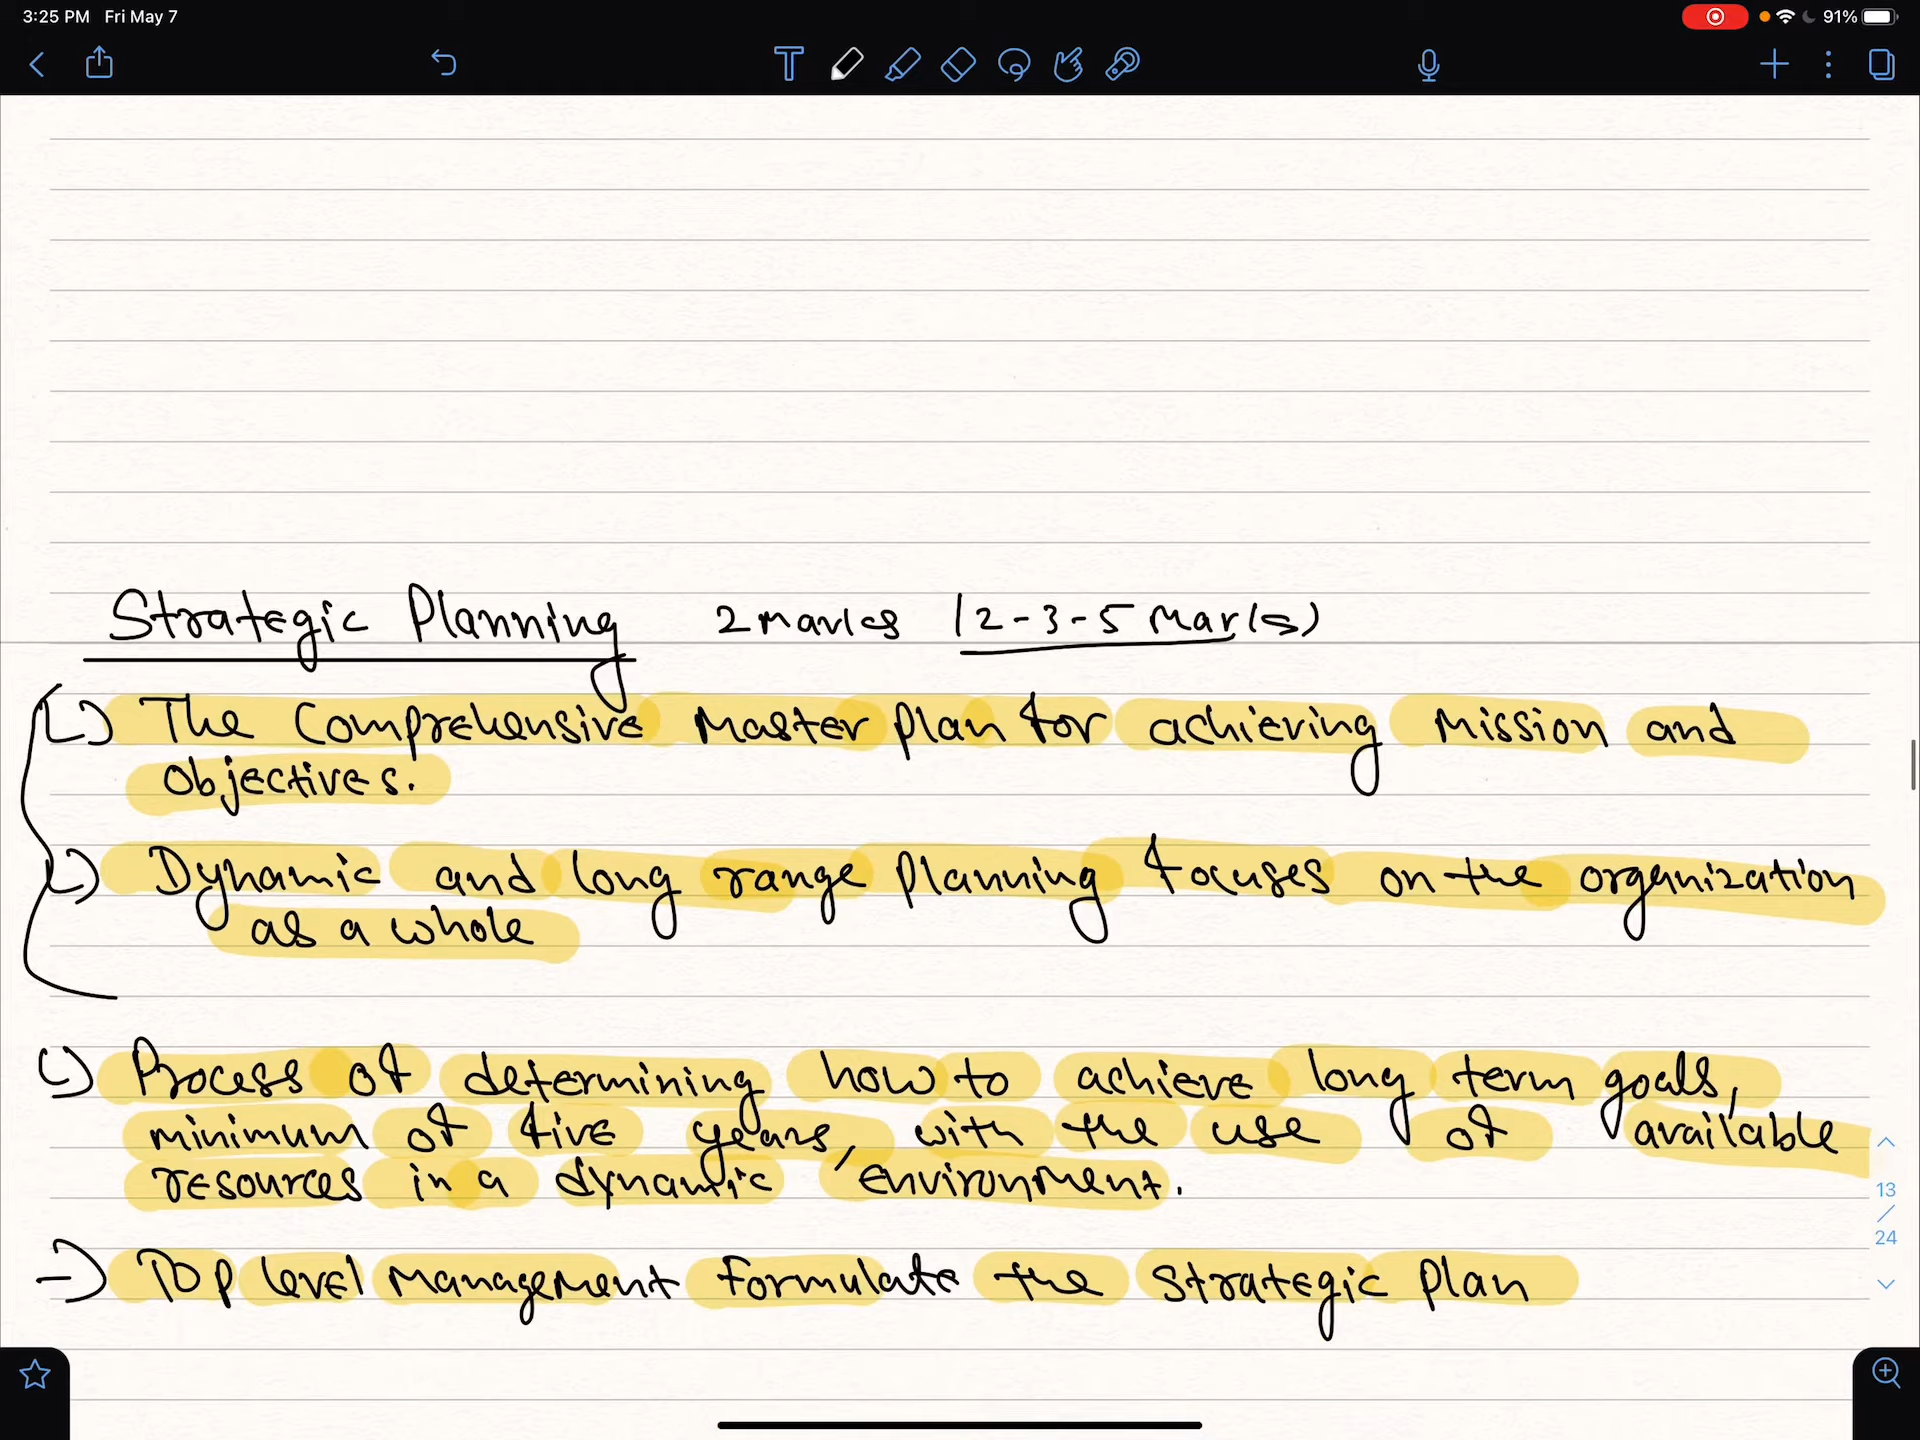 3:25 PM Fri May 7
91%
Strategic Planning 2 marks (2-3-5 Marks)
The Comprehensive Master plan for achieving Mission and
Objectives.
Dynamic and long range planning focuses on the organization
as a whole
Process of determining how to achieve long term goals,
minimum of five years, with the use of available
resources in a dynamic environment.
13
/
24
→ Top level Management formulate the Strategic plan